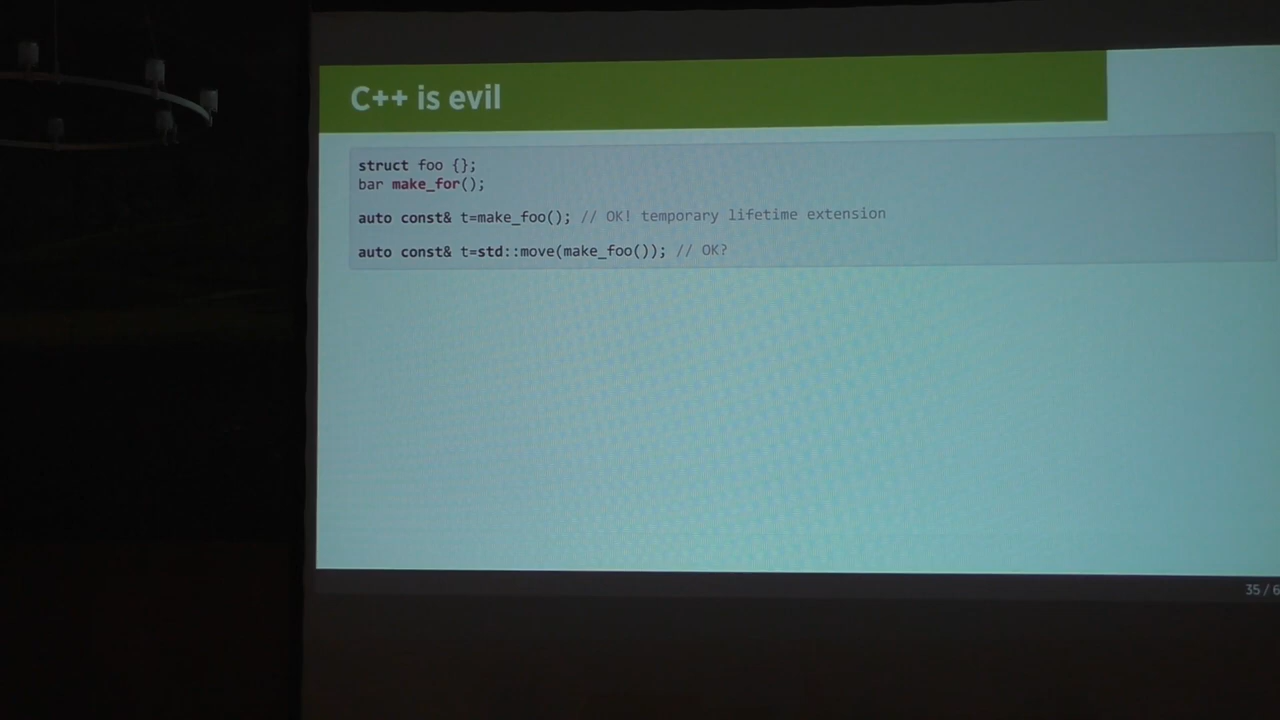 C++ is evil
struct foo {};
bar make_for();
auto const& t=make_foo(); // OK! temporary lifetime extension
auto const& t=std::move(make_foo()); // OK?
35 / 6